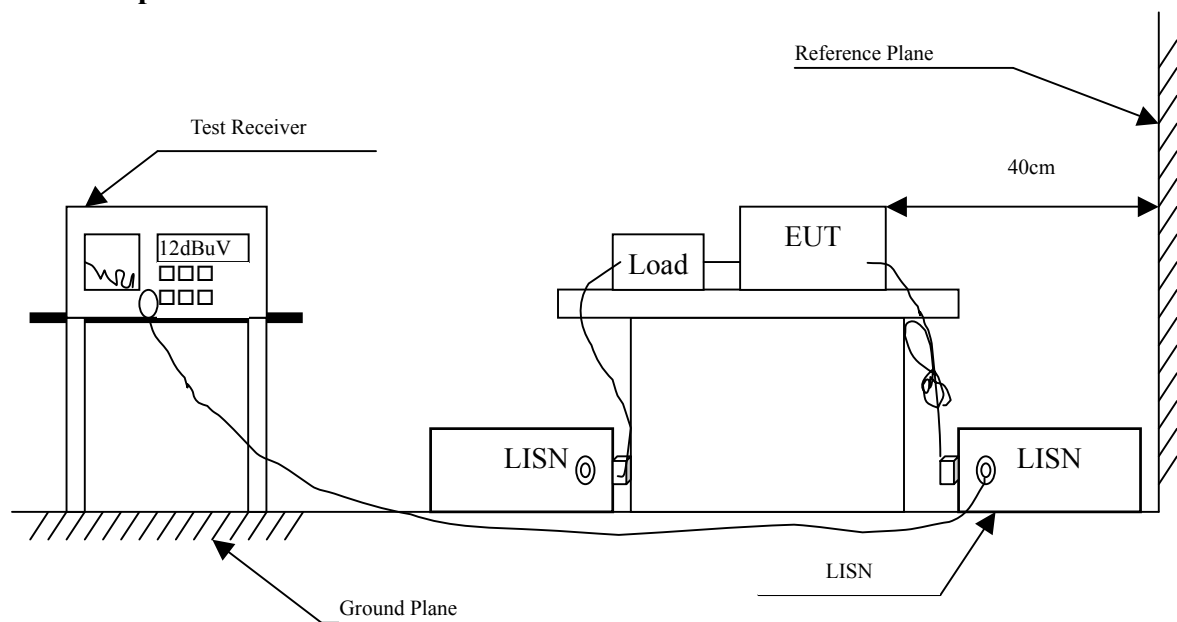 Reference Plane
Test Receiver
40cm
12dBuV
EUT
Load
LISN
LISN
LISN
Ground Plane